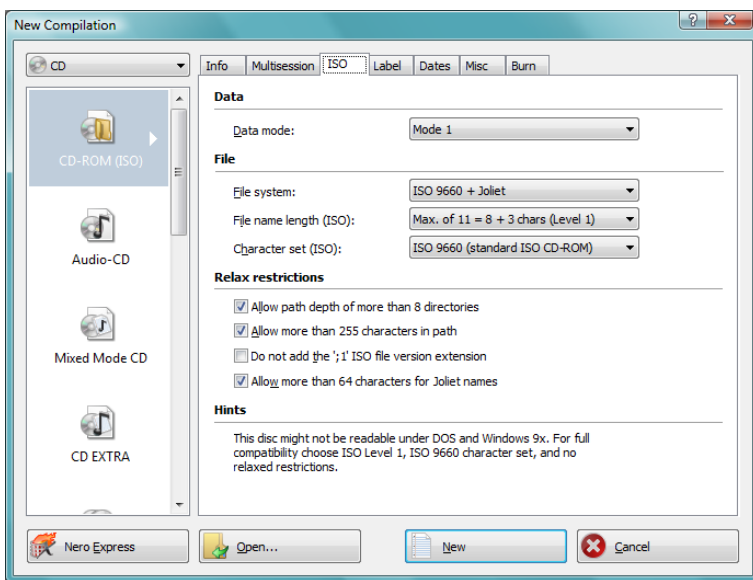 New Compilation
CD
CD-ROM (ISO)
Audio-CD
Mixed Mode CD
CD EXTRA
Info Multisession ISO Label Dates Misc Burn
Data
Data mode: Mode 1
File
File system: ISO 9660 + Joliet
File name length (ISO): Max. of 11 = 8 + 3 chars (Level 1)
Character set (ISO): ISO 9660 (standard ISO CD-ROM)
Relax restrictions
Allow path depth of more than 8 directories
Allow more than 255 characters in path
Do not add the ';1' ISO file version extension
Allow more than 64 characters for Joliet names
Hints
This disc might not be readable under DOS and Windows 9x. For full
compatibility choose ISO Level 1, ISO 9660 character set, and no
relaxed restrictions.
Nero Express Open... New Cancel